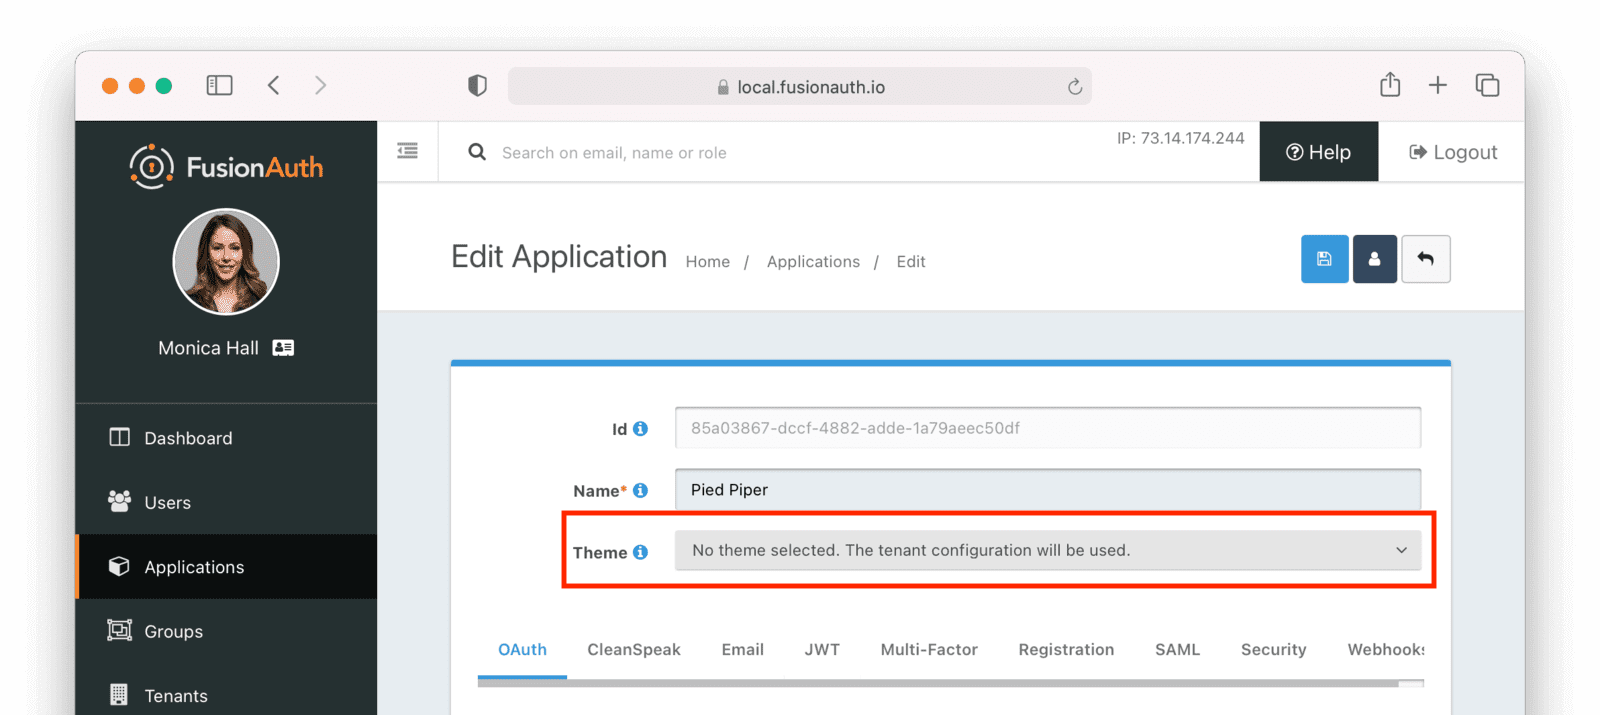 local.fusionauth.io
FusionAuth
Search on email, name or role
IP: 73.14.174.244
Help
Logout
Monica Hall
Dashboard
Users
Applications
Groups
Tenants
Edit Application
Home / Applications / Edit
Id
85a03867-dccf-4882-adde-1a79aeec50df
Name*
Pied Piper
Theme
No theme selected. The tenant configuration will be used.
OAuth CleanSpeak Email JWT Multi-Factor Registration SAML Security Webhooks